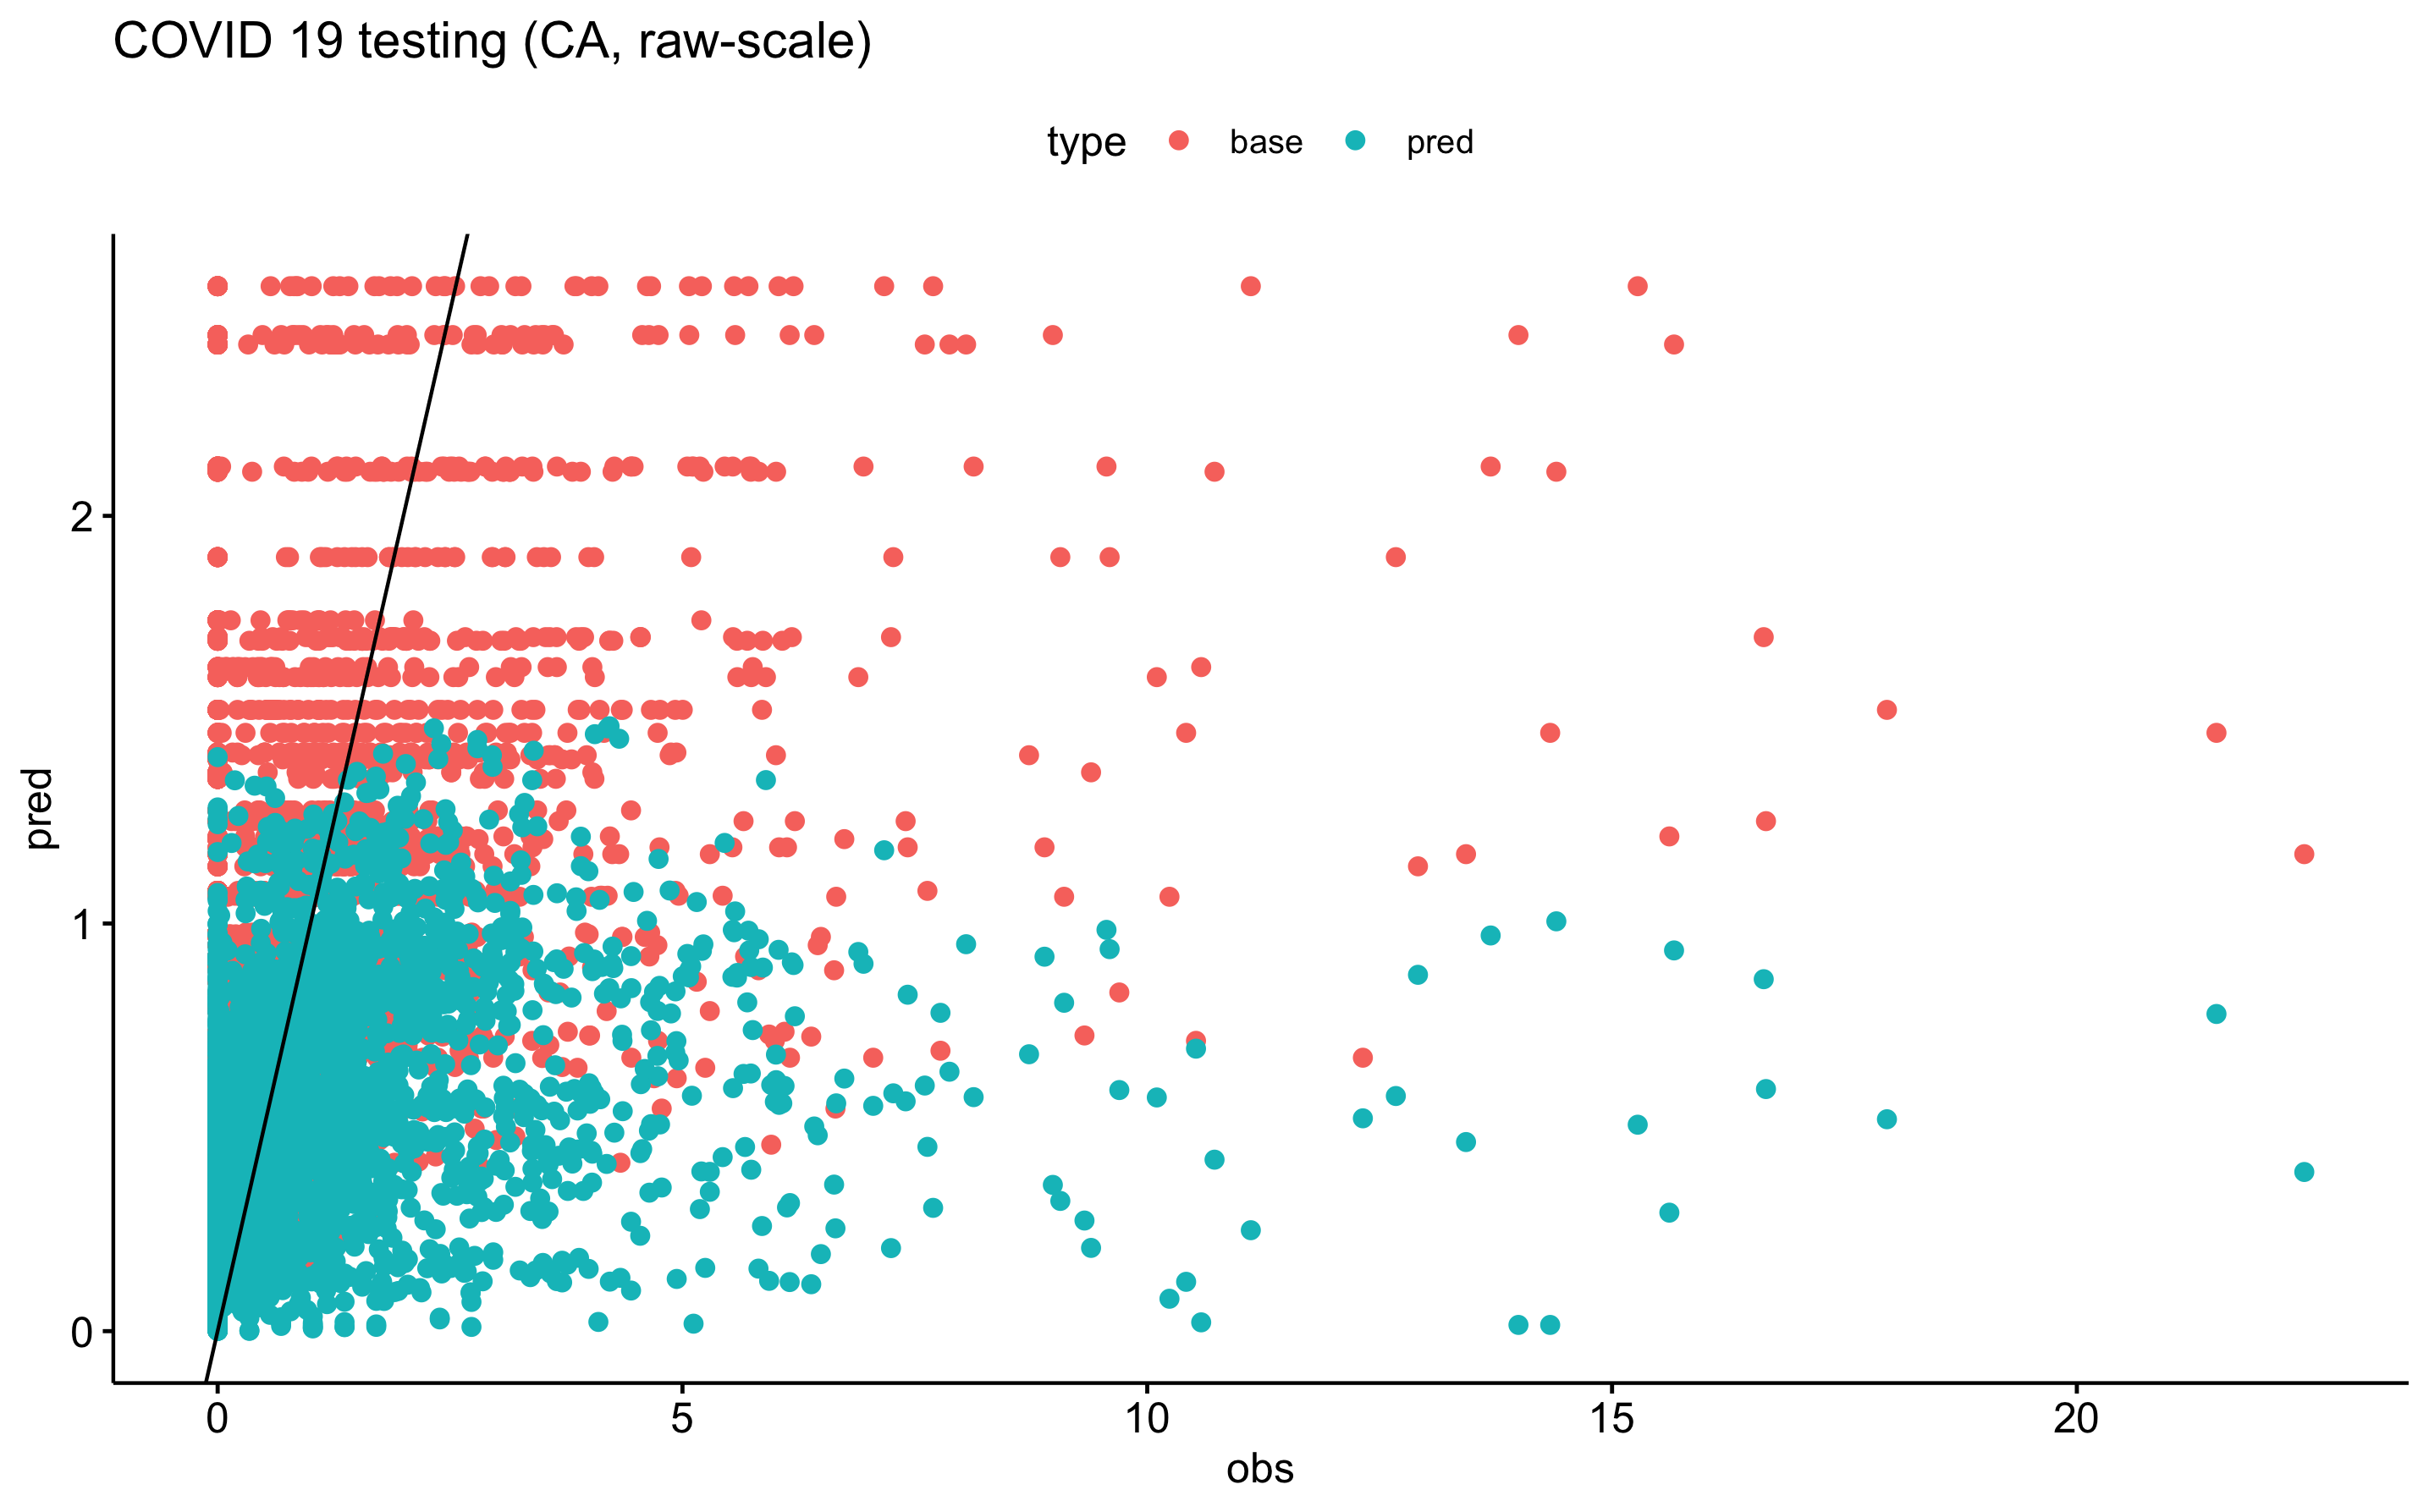 COVID 19 testing (CA, raw-scale)
type base pred
pred
2
1
0
0 5 10 15 20
obs